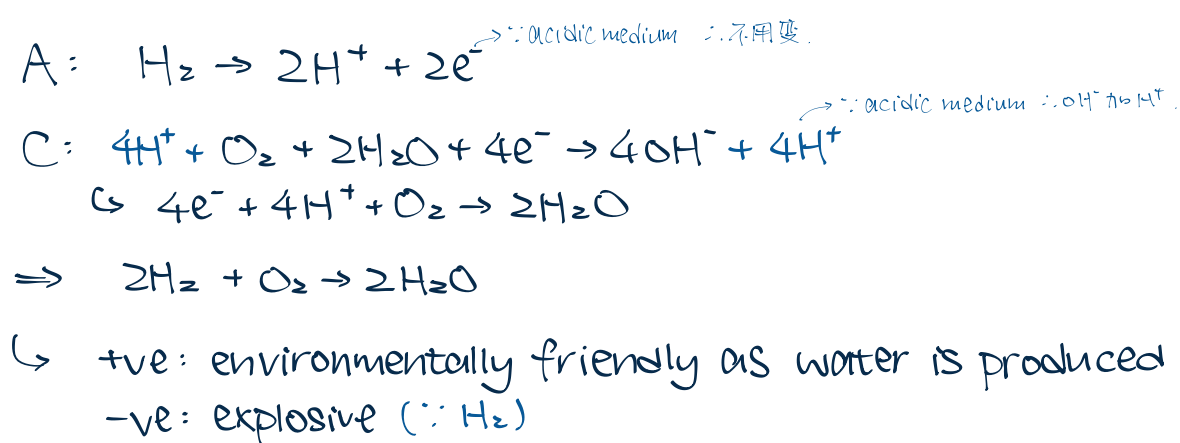 ∵ acidic medium ∴ 不用变.
A: H₂ → 2H⁺ + 2e⁻
∵ acidic medium ∴ OH⁻ 加 H⁺.
C: 4H⁺ + O₂ + 2H₂O + 4e⁻ → 4OH⁻ + 4H⁺
↪ 4e⁻ + 4H⁺ + O₂ → 2H₂O
⇒ 2H₂ + O₂ → 2H₂O
↪ +ve: environmentally friendly as water is produced
-ve: explosive (∵ H₂)